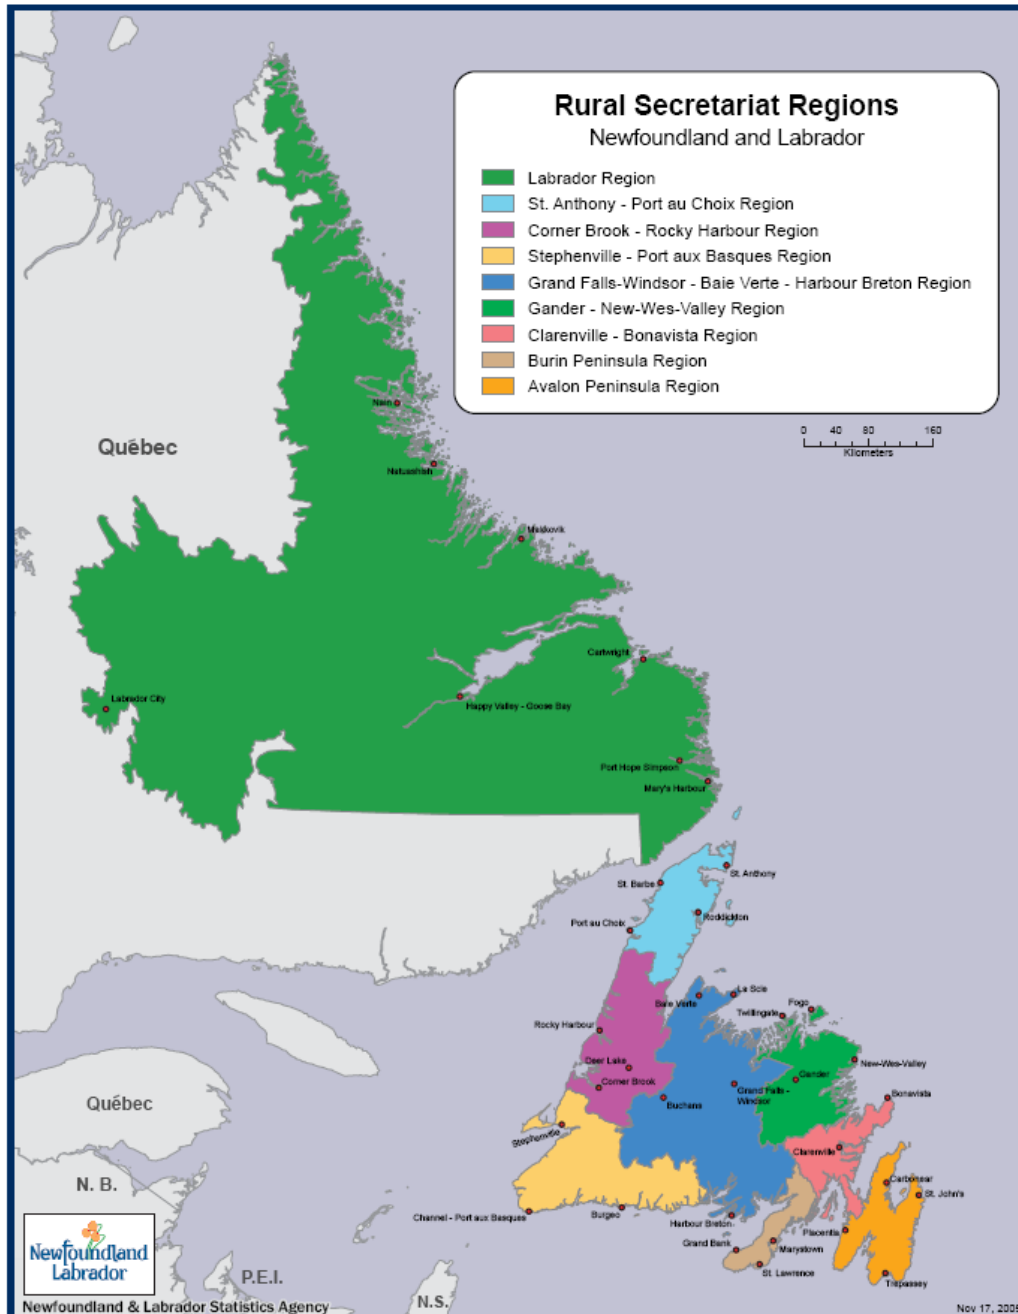 Rural Secretariat Regions
Newfoundland and Labrador
Labrador Region
St. Anthony - Port au Choix Region
Corner Brook - Rocky Harbour Region
Stephenville - Port aux Basques Region
Grand Falls-Windsor - Baie Verte - Harbour Breton Region
Gander - New-Wes-Valley Region
Clarenville - Bonavista Region
Burin Peninsula Region
Avalon Peninsula Region
0 40 80 160
Kilometers
Nain
Québec
Natuashish
Makkovik
Cartwright
Labrador City
Happy Valley - Goose Bay
Port Hope Simpson
Mary's Harbour
St. Anthony
St. Barbe
Roddickton
Port au Choix
La Scie
Baie Verte
Fogo
Twillingate
Rocky Harbour
New-Wes-Valley
Deer Lake
Gander
Corner Brook
Grand Falls -
Windsor
Buchans
Bonavista
Québec
Stephenville
Clarenville
N. B.
Carbonear
St. John's
Channel - Port aux Basques
Burgeo
Harbour Breton
Placentia
Grand Bank
Marystown
St. Lawrence
Trepassey
Newfoundland
Labrador
P.E.I.
N.S.
Newfoundland & Labrador Statistics Agency
Nov 17, 2005